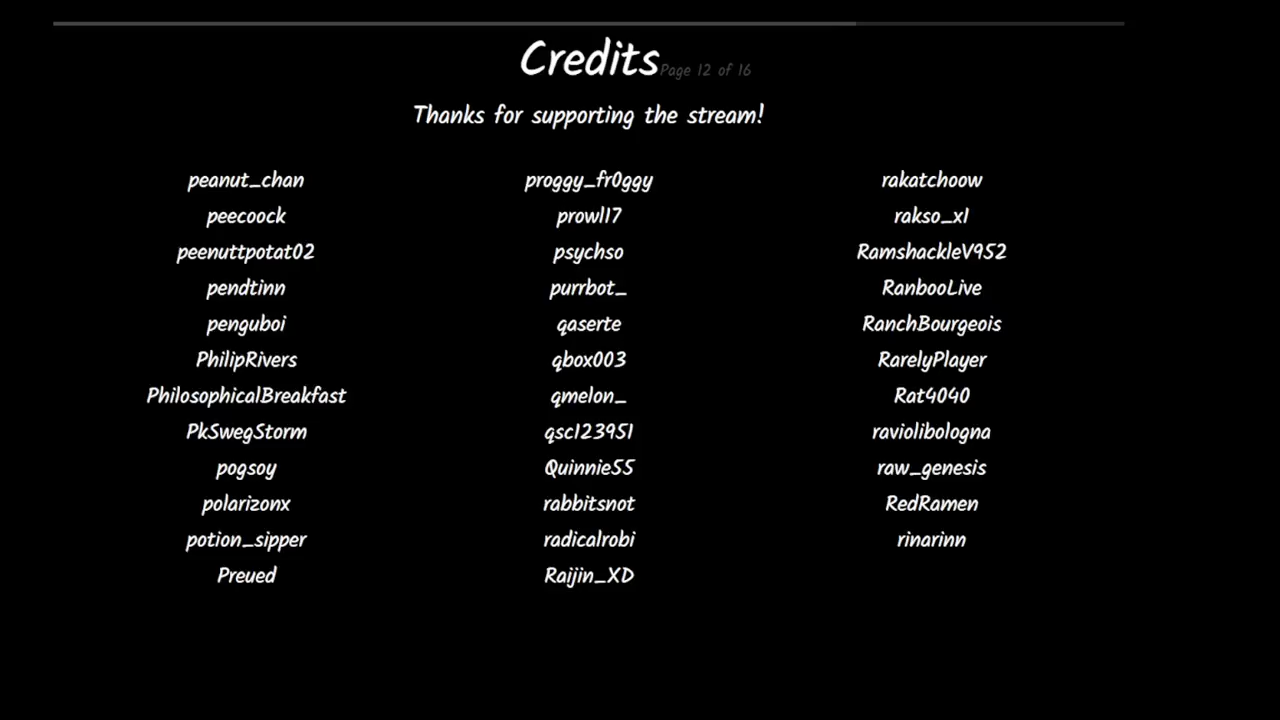 Credits Page 12 of 16
Thanks for supporting the stream!
peanut_chan
peecoock
peenuttpotat02
pendtinn
penguboi
PhilipRivers
PhilosophicalBreakfast
PkSwegStorm
pogsoy
polarizonx
potion_sipper
Preued
proggy_fr0ggy
prowl17
psychso
purrbot_
qaserte
qbox003
qmelon_
qsc123951
Quinnie55
rabbitsnot
radicalrobi
Raijin_XD
rakatchoow
rakso_x1
RamshackleV952
RanbooLive
RanchBourgeois
RarelyPlayer
Rat4040
raviolibologna
raw_genesis
RedRamen
rinarinn